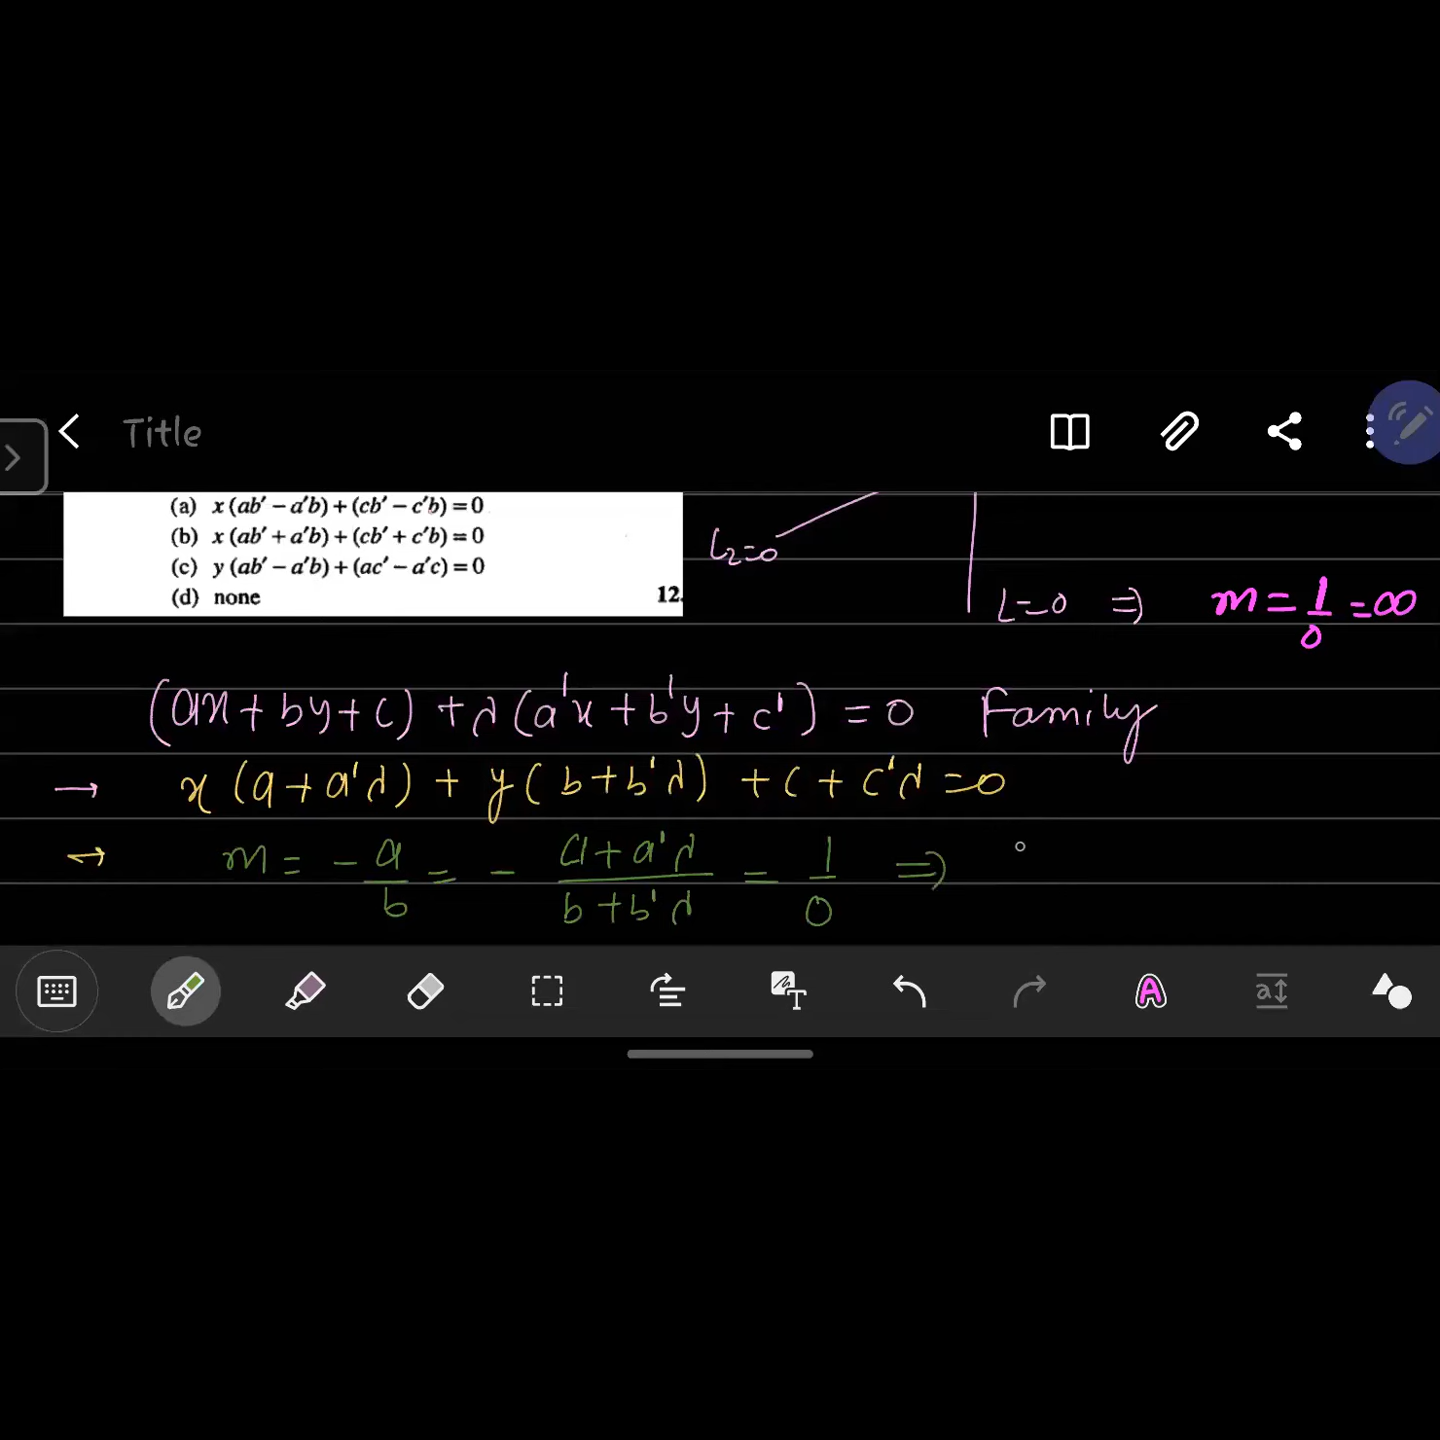 Title
(a) x (ab′ − a′b) + (cb′ − c′b) = 0
(b) x (ab′ + a′b) + (cb′ + c′b) = 0
(c) y (ab′ − a′b) + (ac′ − a′c) = 0
(d) none
12.
L₂=0
L=0 ⇒ m = 1/0 = ∞
(ax + by + c) + λ (a'x + b'y + c') = 0 Family
→ x (a + a'λ) + y (b + b'λ) + c + c'λ = 0
→ m = - a/b = - (a + a'λ)/(b + b'λ) = 1/0 ⇒
A
a